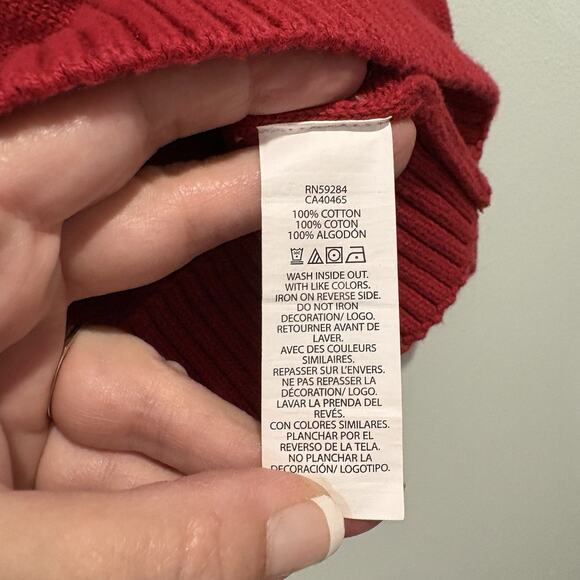 RN59284
CA40465
100% COTTON
100% COTON
100% ALGODÓN
WASH INSIDE OUT.
WITH LIKE COLORS.
IRON ON REVERSE SIDE.
DO NOT IRON
DECORATION/ LOGO.
RETOURNER AVANT DE
LAVER.
AVEC DES COULEURS
SIMILAIRES.
REPASSER SUR L'ENVERS.
NE PAS REPASSER LA
DÉCORATION/ LOGO.
LAVAR LA PRENDA DEL
REVÉS.
CON COLORES SIMILARES.
PLANCHAR POR EL
REVERSO DE LA TELA.
NO PLANCHAR LA
DECORACIÓN/ LOGOTIPO.